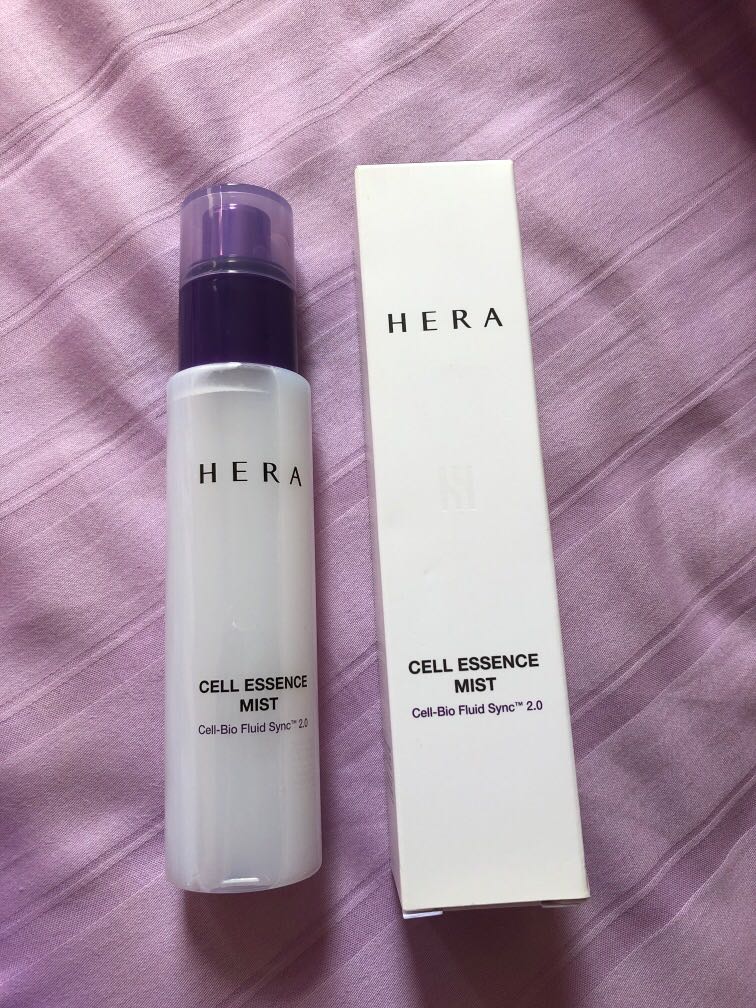 HERA
CELL ESSENCE
MIST
Cell-Bio Fluid Sync™ 2.0
HERA
CELL ESSENCE
MIST
Cell-Bio Fluid Sync™ 2.0